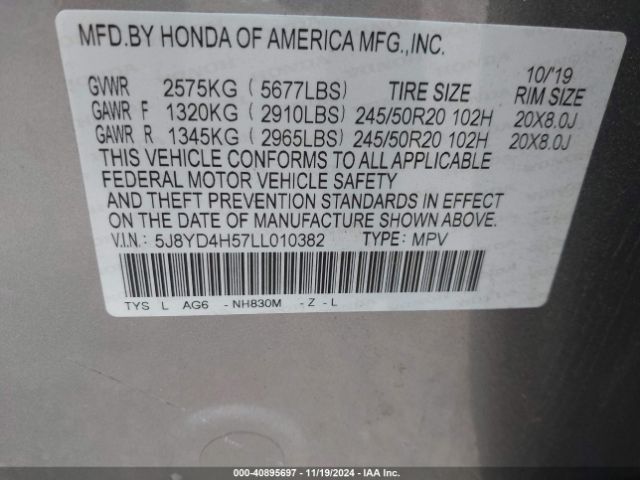 MFD.BY HONDA OF AMERICA MFG.,INC.
10/'19
GVWR 2575KG ( 5677LBS) TIRE SIZE RIM SIZE
GAWR F 1320KG ( 2910LBS) 245/50R20 102H 20X8.0J
GAWR R 1345KG ( 2965LBS) 245/50R20 102H 20X8.0J
THIS VEHICLE CONFORMS TO ALL APPLICABLE
FEDERAL MOTOR VEHICLE SAFETY
AND THEFT PREVENTION STANDARDS IN EFFECT
ON THE DATE OF MANUFACTURE SHOWN ABOVE.
V.I.N.: 5J8YD4H57LL010382 TYPE: MPV
TYS L AG6 - NH830M - Z - L
000-40895697 - 11/19/2024 - IAA Inc.